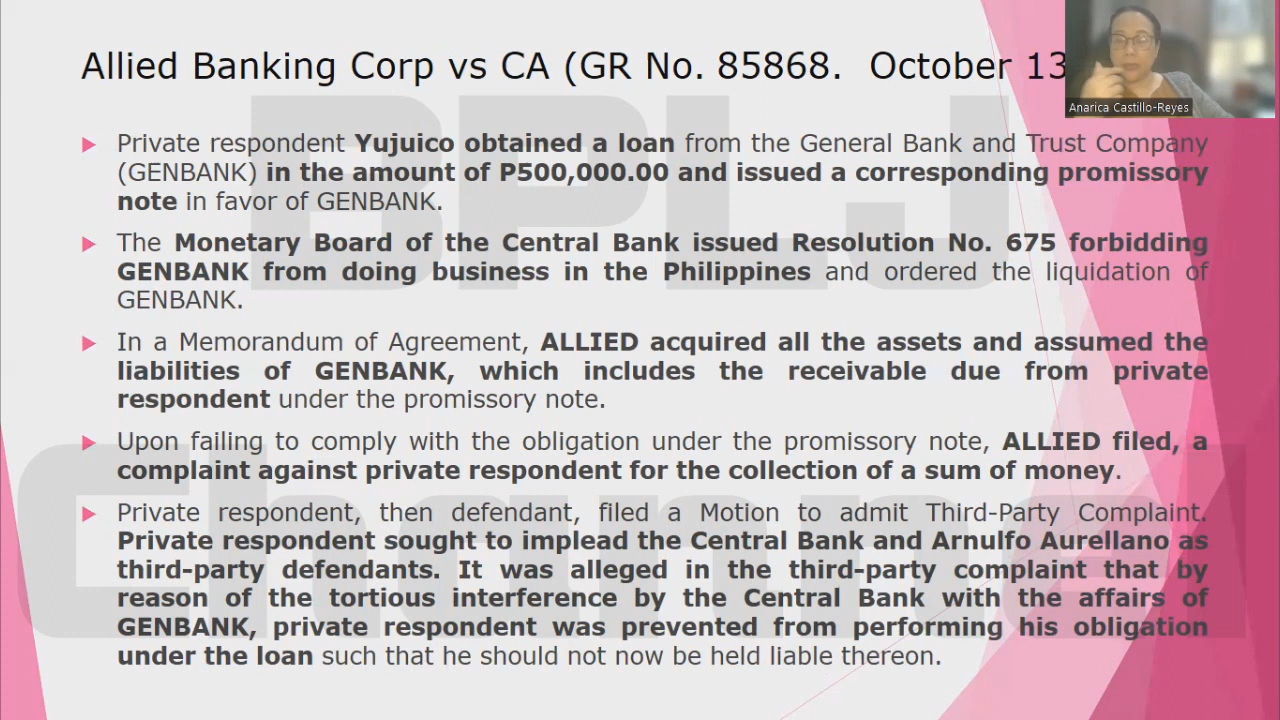 Allied Banking Corp vs CA (GR No. 85868. October 13
Anarica Castillo-Reyes
Private respondent Yujuico obtained a loan from the General Bank and Trust Company
(GENBANK) in the amount of P500,000.00 and issued a corresponding promissory
note in favor of GENBANK.
The Monetary Board of the Central Bank issued Resolution No. 675 forbidding
GENBANK from doing business in the Philippines and ordered the liquidation of
GENBANK.
In a Memorandum of Agreement, ALLIED acquired all the assets and assumed the
liabilities of GENBANK, which includes the receivable due from private
respondent under the promissory note.
Upon failing to comply with the obligation under the promissory note, ALLIED filed, a
complaint against private respondent for the collection of a sum of money.
Private respondent, then defendant, filed a Motion to admit Third-Party Complaint.
Private respondent sought to implead the Central Bank and Arnulfo Aurellano as
third-party defendants. It was alleged in the third-party complaint that by
reason of the tortious interference by the Central Bank with the affairs of
GENBANK, private respondent was prevented from performing his obligation
under the loan such that he should not now be held liable thereon.
BPLJ
Channel